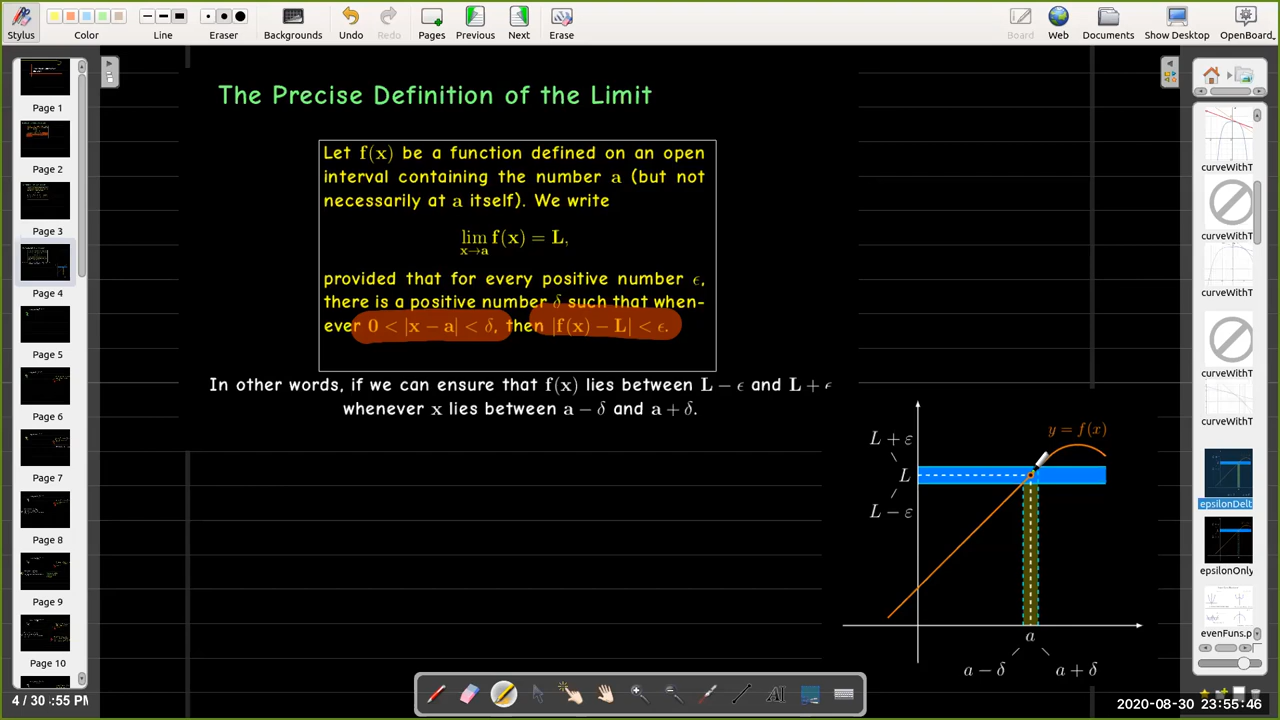 Stylus
Color
Line
Eraser
Backgrounds
Undo
Redo
Pages
Previous
Next
Erase
Board
Web
Documents
Show Desktop
OpenBoard
Page 1
Page 2
Page 3
Page 4
Page 5
Page 6
Page 7
Page 8
Page 9
Page 10
4 / 30 :55 PM
The Precise Definition of the Limit
Let f(x) be a function defined on an open
interval containing the number a (but not
necessarily at a itself). We write
lim x→a f(x) = L,
provided that for every positive number ϵ,
there is a positive number δ such that when-
ever 0 < |x − a| < δ, then |f(x) − L| < ϵ.
In other words, if we can ensure that f(x) lies between L − ϵ and L + ϵ
whenever x lies between a − δ and a + δ.
y = f(x)
L + ε
L
L − ε
a
a − δ
a + δ
AI
curveWithT
curveWithT
curveWithT
curveWithT
curveWithT
epsilonDelt
epsilonOnly
evenFuns.p
2020-08-30 23:55:46